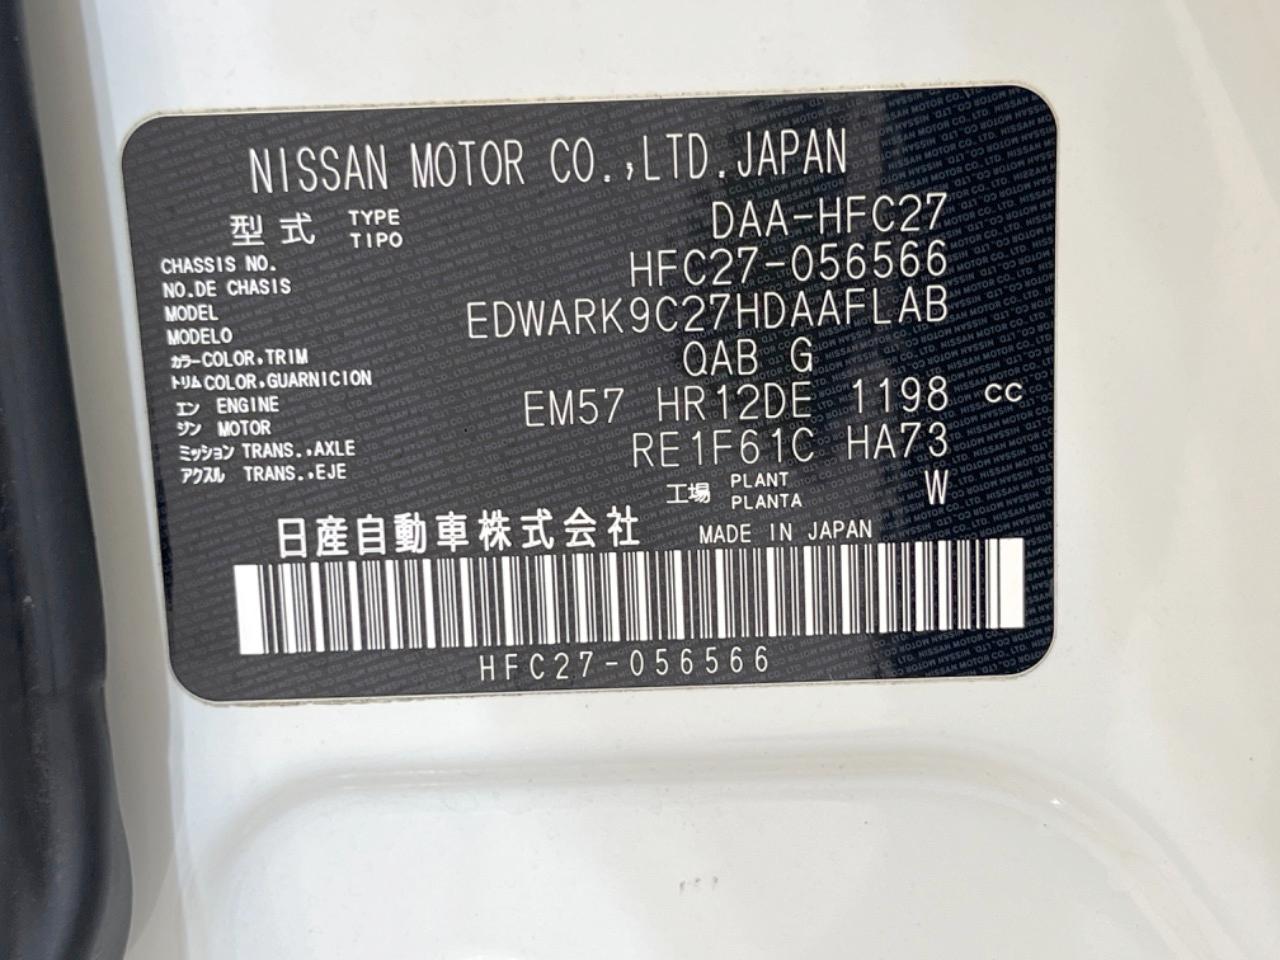 NISSAN MOTOR CO.,LTD.JAPAN
型式 TYPE TIPO DAA-HFC27
CHASSIS NO. NO.DE CHASIS HFC27-056566
MODEL MODELO EDWARK9C27HDAAFLAB
カラー COLOR,TRIM QAB G
トリム COLOR,GUARNICION
エン ENGINE EM57 HR12DE 1198 cc
ジン MOTOR
ミッション TRANS.,AXLE RE1F61C HA73
アクスル TRANS.,EJE
工場 PLANT PLANTA W
日産自動車株式会社 MADE IN JAPAN
HFC27-056566